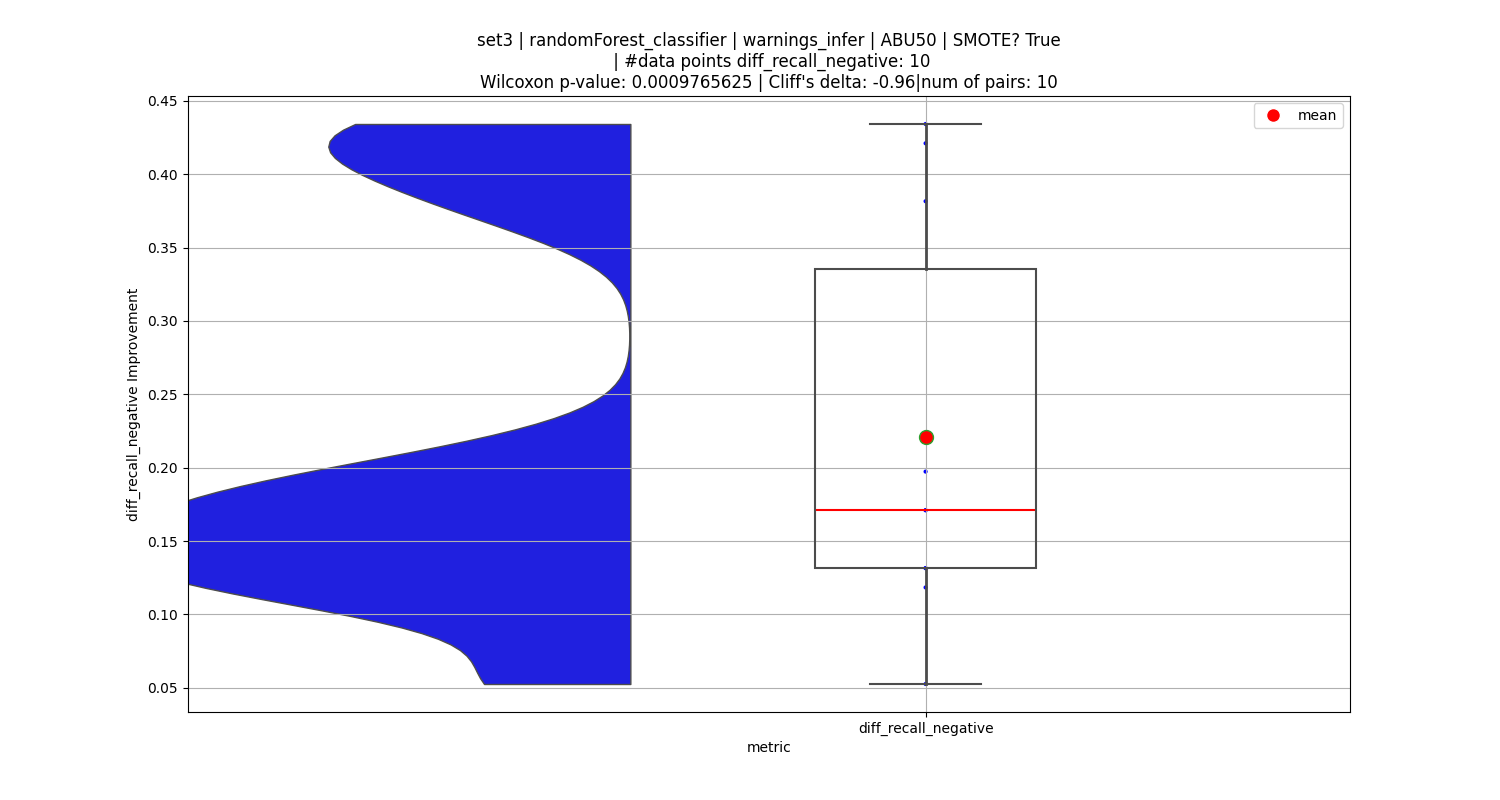 set3 | randomForest_classifier | warnings_infer | ABU50 | SMOTE? True
| #data points diff_recall_negative: 10
Wilcoxon p-value: 0.0009765625 | Cliff's delta: -0.96|num of pairs: 10
mean
0.45
0.40
0.35
0.30
0.25
0.20
0.15
0.10
0.05
diff_recall_negative Improvement
diff_recall_negative
metric